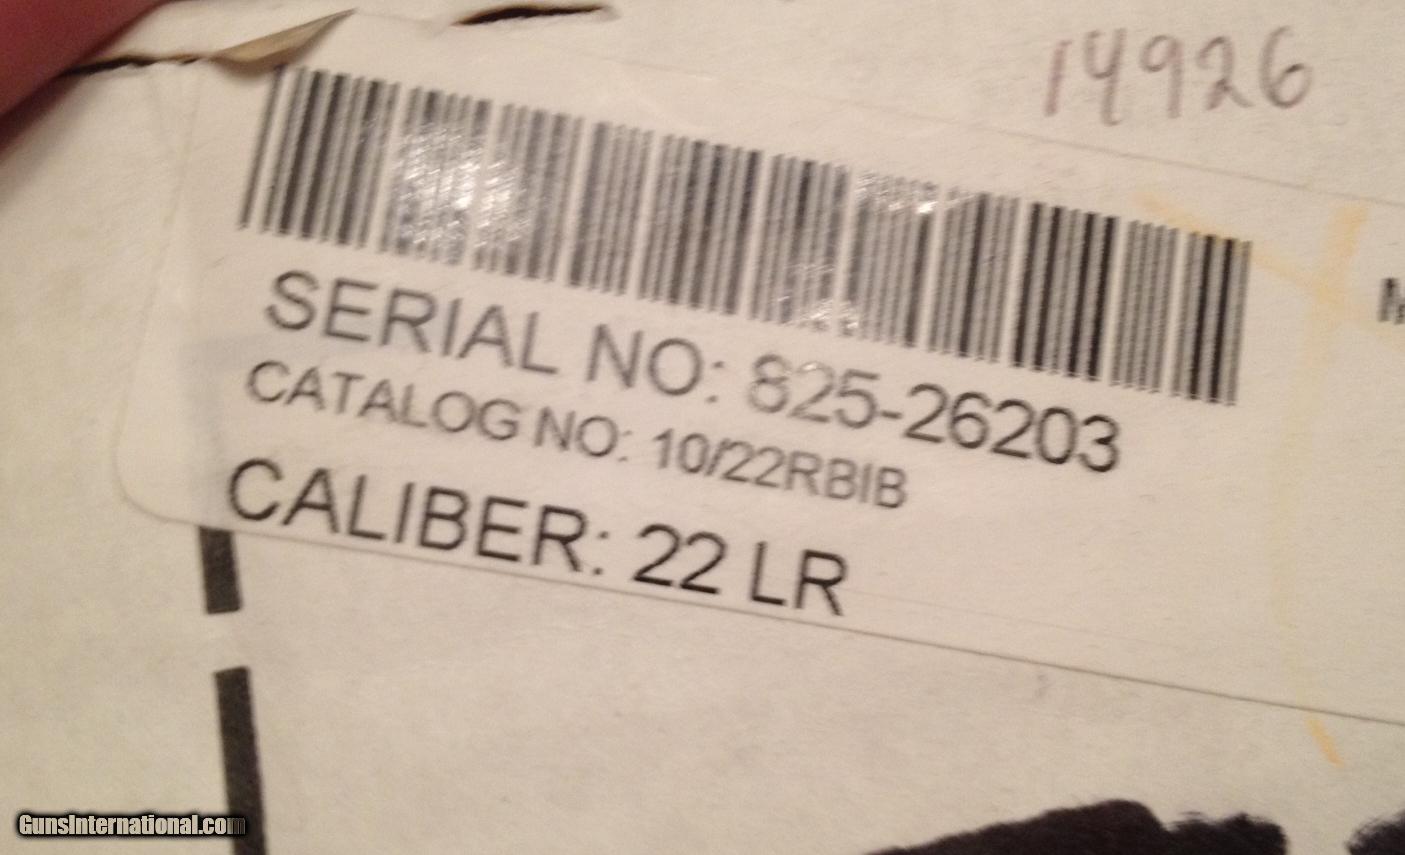 14926
SERIAL NO: 825-26203
CATALOG NO: 10/22RBIB
CALIBER: 22 LR
GunsInternational.com